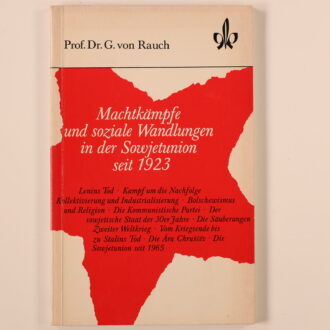 Prof. Dr. G. von Rauch
Machtkämpfe
und soziale Wandlungen
in der Sowjetunion
seit 1923
Lenins Tod · Kampf um die Nachfolge
Kollektivierung und Industrialisierung · Bolschewismus
und Religion · Die Kommunistische Partei · Der
sowjetische Staat der 30er Jahre · Die Säuberungen
Zweiter Weltkrieg · Vom Kriegsende bis
zu Stalins Tod · Die Ära Chruščëv · Die
Sowjetunion seit 1965